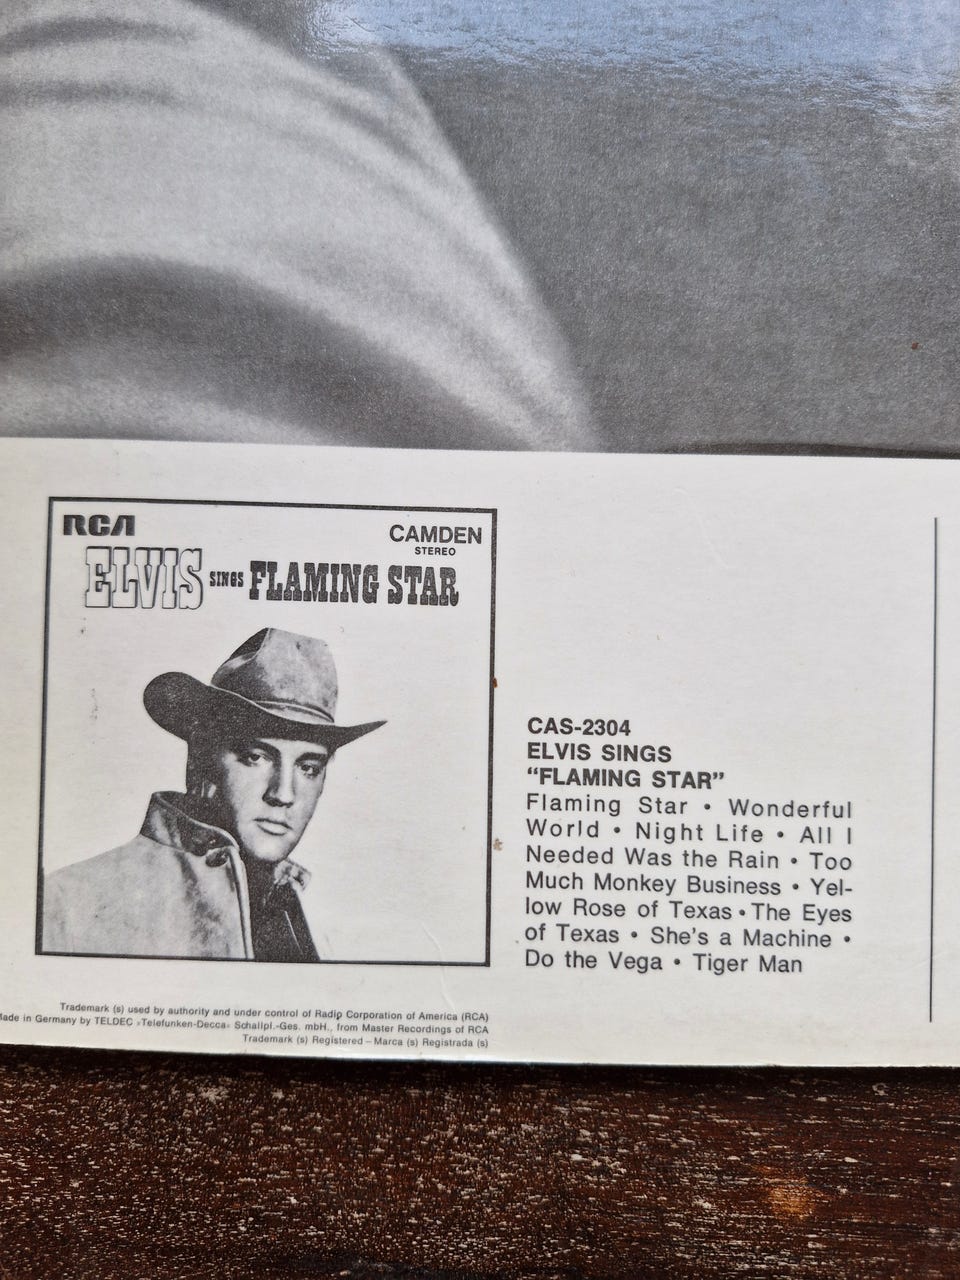 RCA
CAMDEN
STEREO
ELVIS SINGS FLAMING STAR
CAS-2304
ELVIS SINGS
“FLAMING STAR”
Flaming Star • Wonderful
World • Night Life • All I
Needed Was the Rain • Too
Much Monkey Business • Yel-
low Rose of Texas • The Eyes
of Texas • She's a Machine •
Do the Vega • Tiger Man
Trademark (s) used by authority and under control of Radio Corporation of America (RCA)
Made in Germany by TELDEC »Telefunken-Decca« Schallpl.-Ges. mbH., from Master Recordings of RCA
Trademark (s) Registered – Marca (s) Registrada (s)